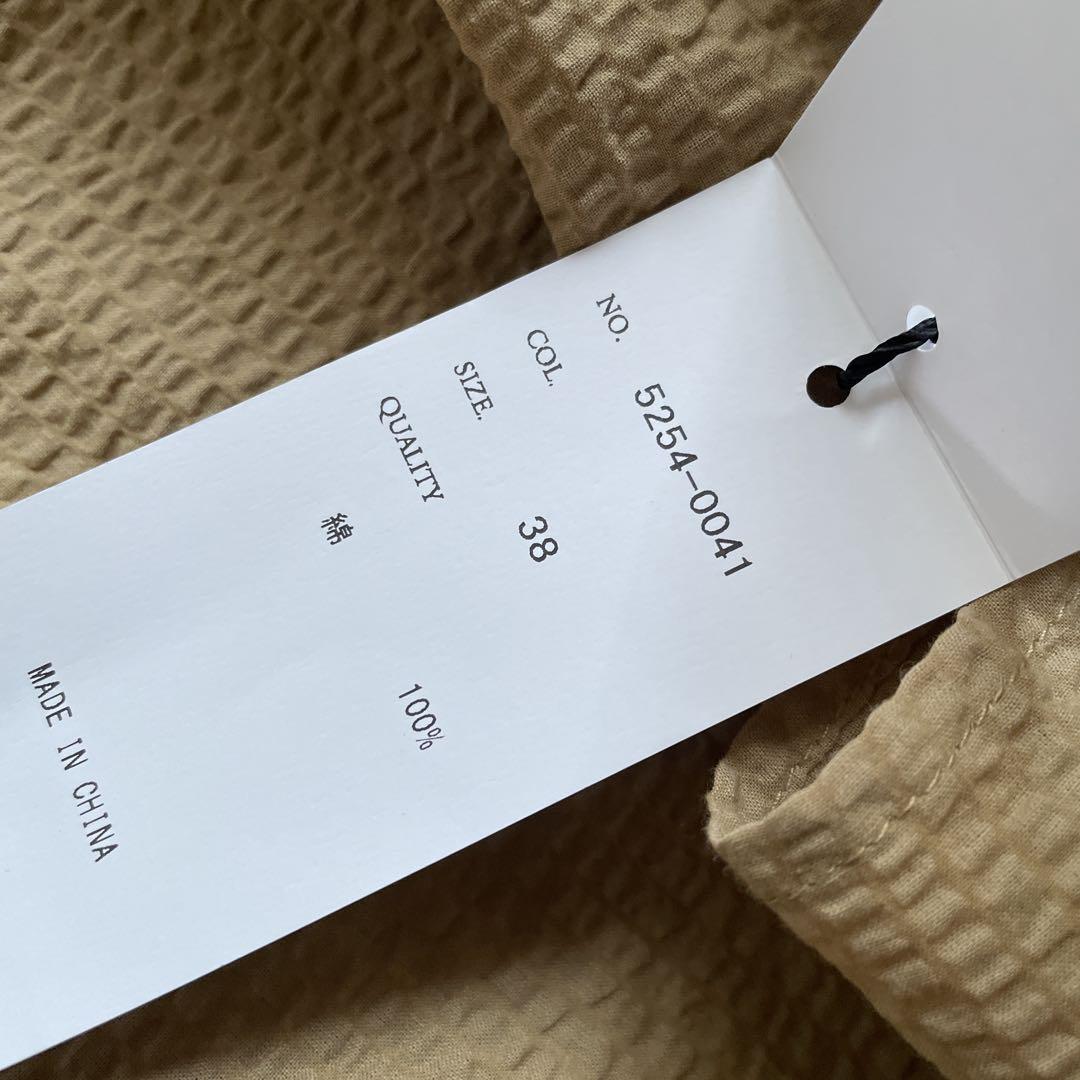 NO. 5254-0041
COL.
SIZE. 38
QUALITY
綿 100%
MADE IN CHINA